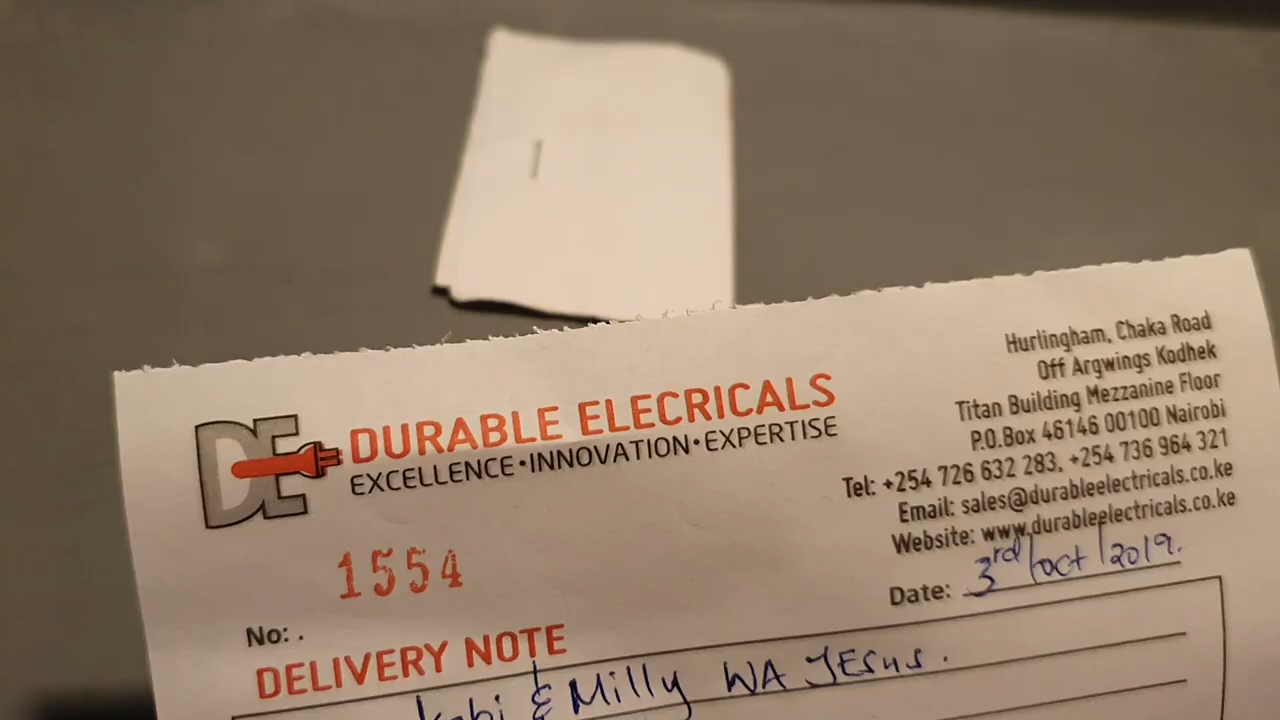 Hurlingham, Chaka Road
Off Argwings Kodhek
Titan Building Mezzanine Floor
P.O.Box 46146 00100 Nairobi
Tel: +254 726 632 283, +254 736 964 321
Email: sales@durableelectricals.co.ke
Website: www.durableelectricals.co.ke
DE
DURABLE ELECRICALS
EXCELLENCE•INNOVATION•EXPERTISE
1554
No: .
Date: 3rd/oct/2019.
DELIVERY NOTE
Kabi & Milly WA JESUS.